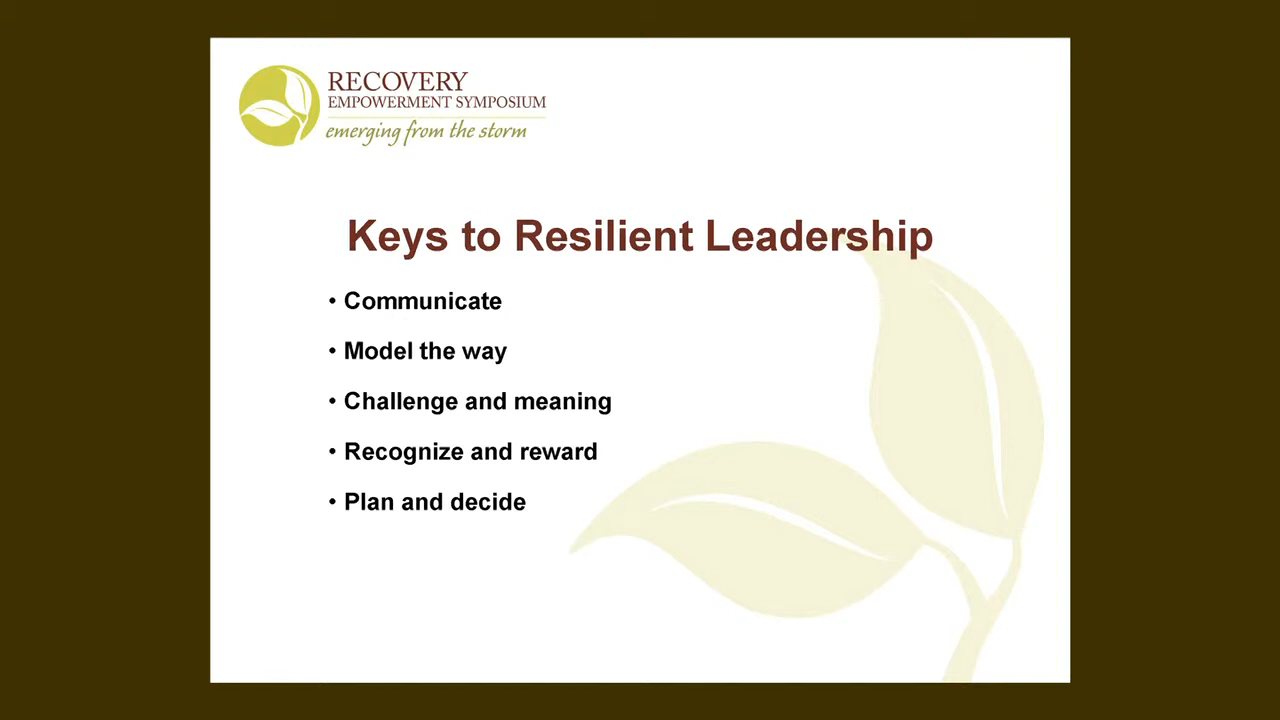 RECOVERY
EMPOWERMENT SYMPOSIUM
emerging from the storm
Keys to Resilient Leadership
• Communicate
• Model the way
• Challenge and meaning
• Recognize and reward
• Plan and decide